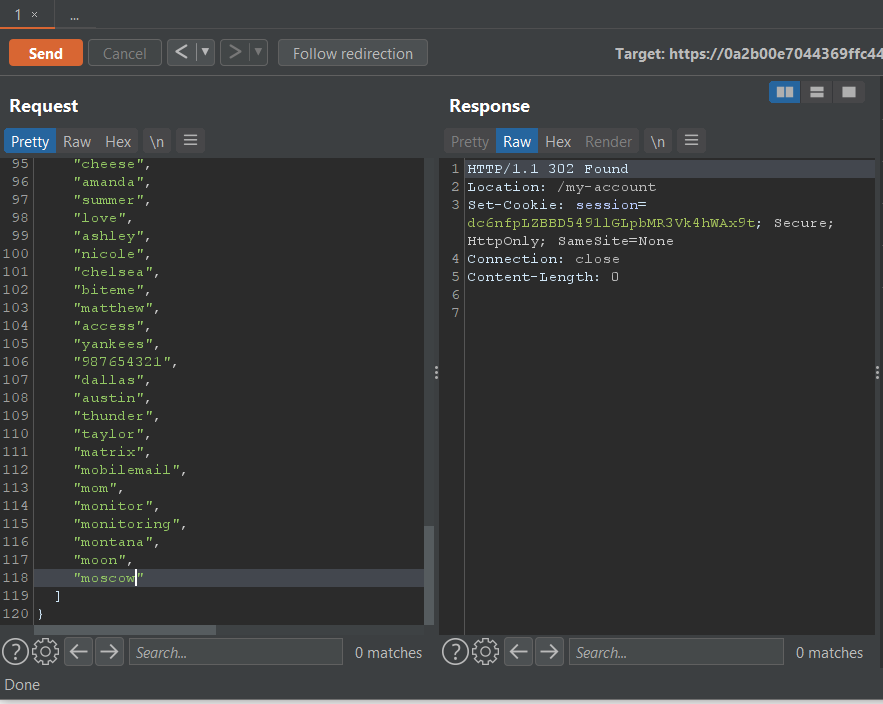 1 ×
...
Send
Cancel
< ▼
> ▼
Follow redirection
Target: https://0a2b00e7044369ffc44
Request
Pretty Raw Hex \n ≡
95 "cheese",
96 "amanda",
97 "summer",
98 "love",
99 "ashley",
100 "nicole",
101 "chelsea",
102 "biteme",
103 "matthew",
104 "access",
105 "yankees",
106 "987654321",
107 "dallas",
108 "austin",
109 "thunder",
110 "taylor",
111 "matrix",
112 "mobilemail",
113 "mom",
114 "monitor",
115 "monitoring",
116 "montana",
117 "moon",
118 "moscow"
119 ]
120 }
? Search... 0 matches
Response
Pretty Raw Hex Render \n ≡
1 HTTP/1.1 302 Found
2 Location: /my-account
3 Set-Cookie: session=
dc6nfpLZBBD549llGLpbMR3Vk4hWAx9t; Secure;
HttpOnly; SameSite=None
4 Connection: close
5 Content-Length: 0
6
7
? Search... 0 matches
Done